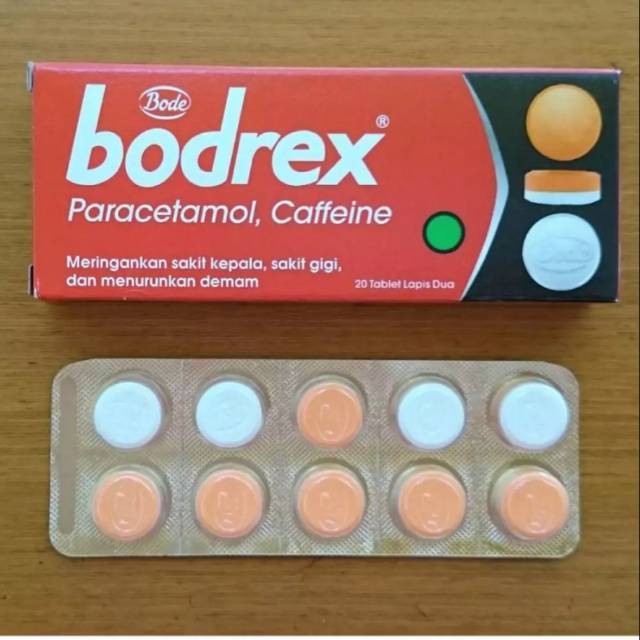 Bode
bodrex®
Paracetamol, Caffeine
Meringankan sakit kepala, sakit gigi,
dan menurunkan demam
20 Tablet Lapis Dua